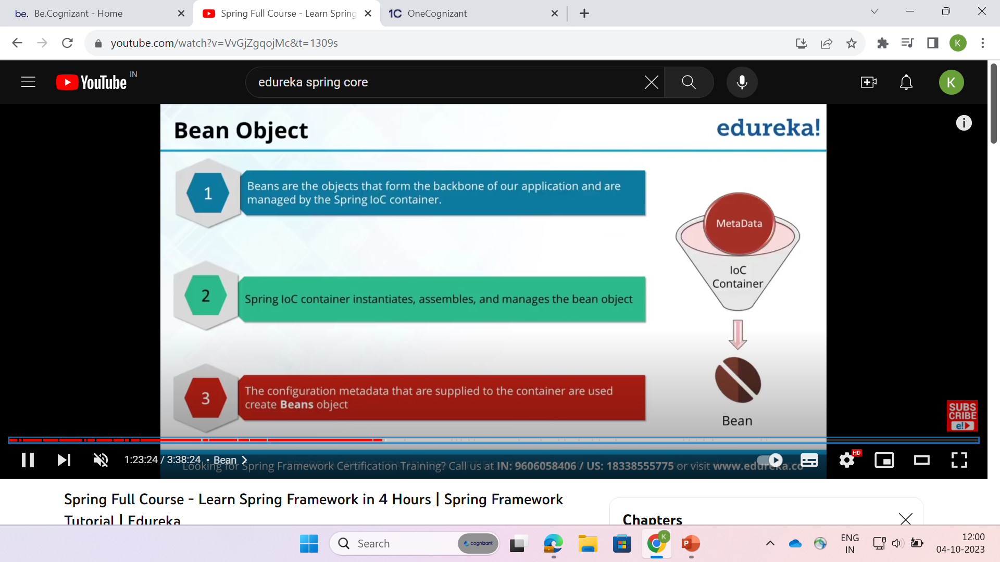 be. Be.Cognizant - Home
Spring Full Course - Learn Spring
1C OneCognizant
youtube.com/watch?v=VvGjZgqojMc&t=1309s
K
YouTube IN
edureka spring core
K
Bean Object
edureka!
i
1
Beans are the objects that form the backbone of our application and are
managed by the Spring IoC container.
MetaData
IoC
Container
2
Spring IoC container instantiates, assembles, and manages the bean object
3
The configuration metadata that are supplied to the container are used
create Beans object
Bean
SUBS
CRIBE
e!
1:23:24 / 3:38:24 • Bean
HD
Looking for Spring Framework Certification Training? Call us at IN: 9606058406 / US: 18338555775 or visit www.edureka.co
Spring Full Course - Learn Spring Framework in 4 Hours | Spring Framework
Tutorial | Edureka
Chapters
Search
cognizant
K
P
ENG
IN
12:00
04-10-2023